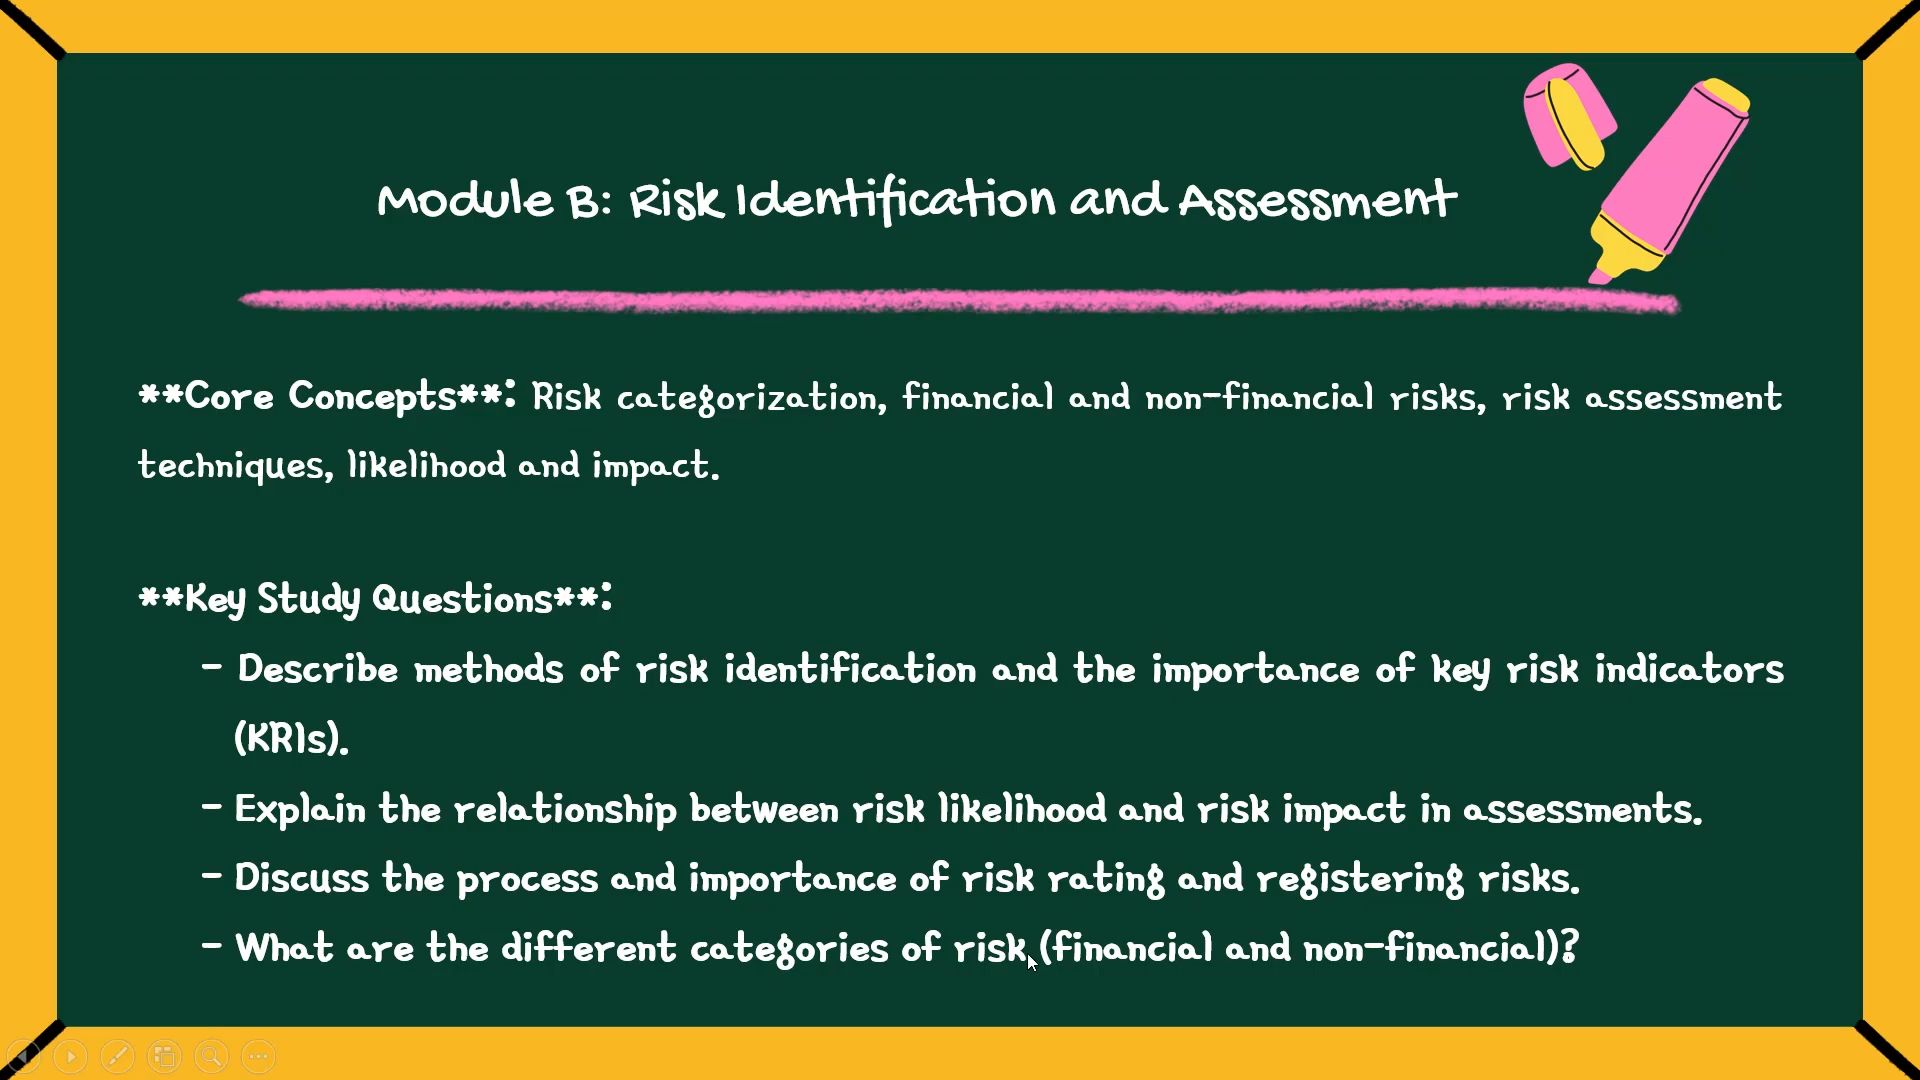 Module B: Risk Identification and Assessment
**Core Concepts**: Risk categorization, financial and non-financial risks, risk assessment
techniques, likelihood and impact.
**Key Study Questions**:
- Describe methods of risk identification and the importance of key risk indicators
(KRIs).
- Explain the relationship between risk likelihood and risk impact in assessments.
- Discuss the process and importance of risk rating and registering risks.
- What are the different categories of risk (financial and non-financial)?